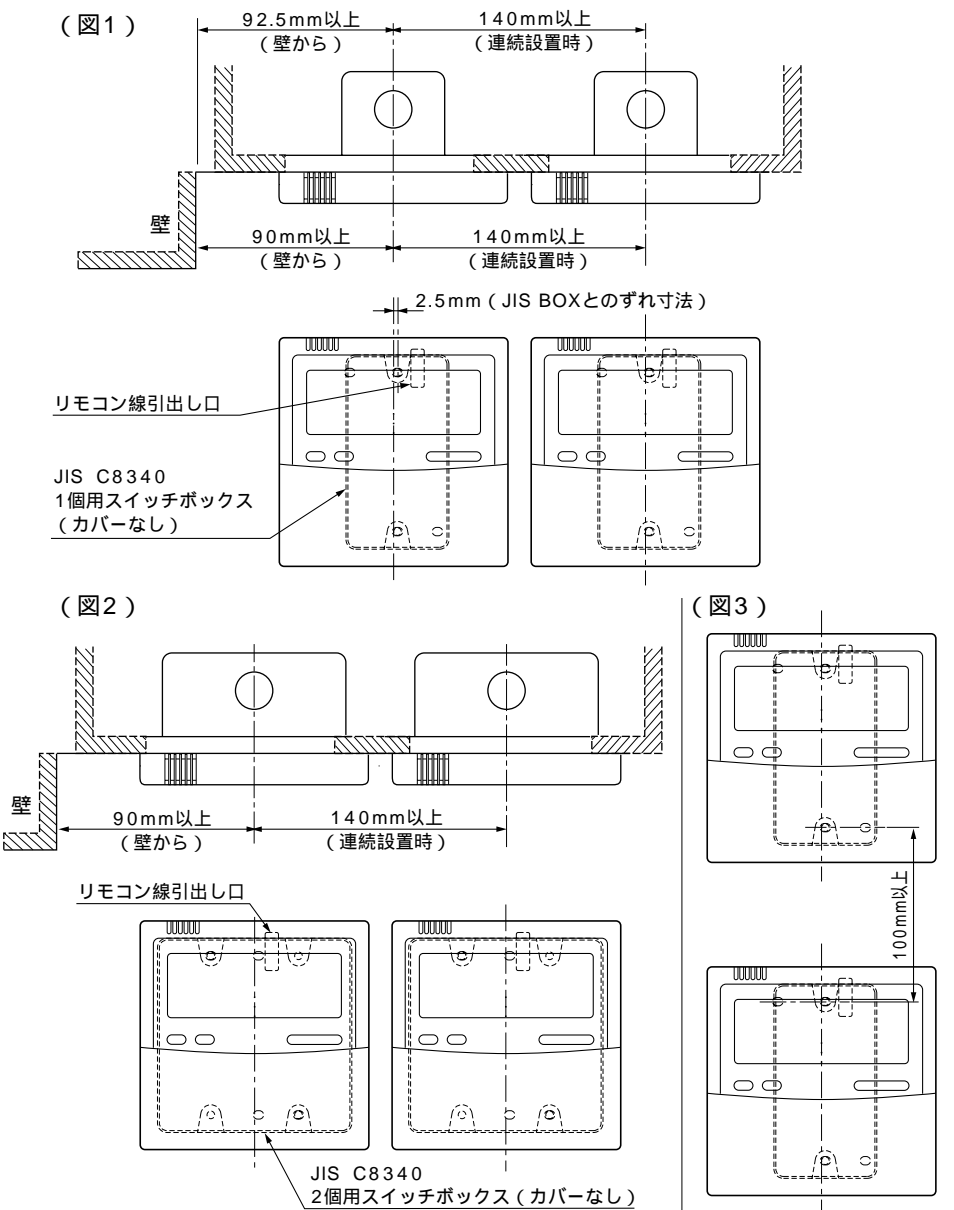 （図1）
92.5mm以上
（壁から）
140mm以上
（連続設置時）
壁
90mm以上
（壁から）
140mm以上
（連続設置時）
2.5mm（JIS BOXとのずれ寸法）
リモコン線引出し口
JIS C8340
1個用スイッチボックス
（カバーなし）
（図2）
壁
90mm以上
（壁から）
140mm以上
（連続設置時）
リモコン線引出し口
JIS C8340
2個用スイッチボックス（カバーなし）
（図3）
100mm以上